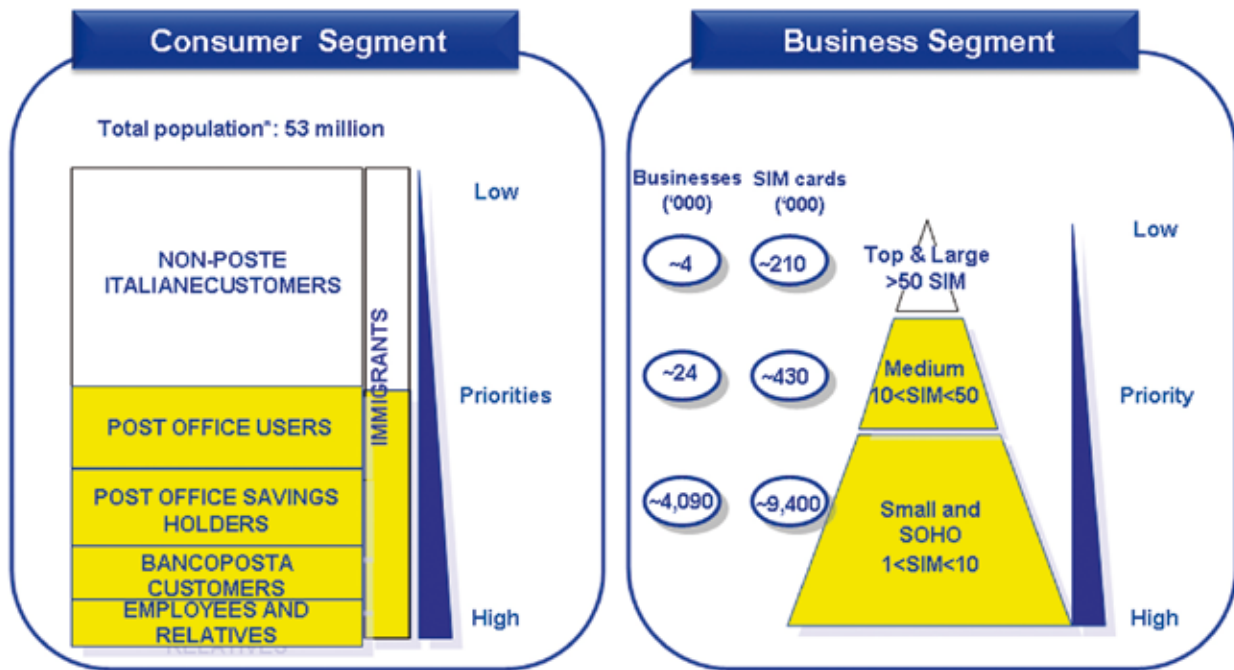 Consumer Segment
Total population*: 53 million
NON-POSTE
ITALIANECUSTOMERS
POST OFFICE USERS
POST OFFICE SAVINGS
HOLDERS
BANCOPOSTA
CUSTOMERS
EMPLOYEES AND
RELATIVES
IMMIGRANTS
Low
Priorities
High
Business Segment
Businesses
('000)
SIM cards
('000)
~4
~210
Top & Large
>50 SIM
~24
~430
Medium
10<SIM<50
~4,090
~9,400
Small and
SOHO
1<SIM<10
Low
Priority
High